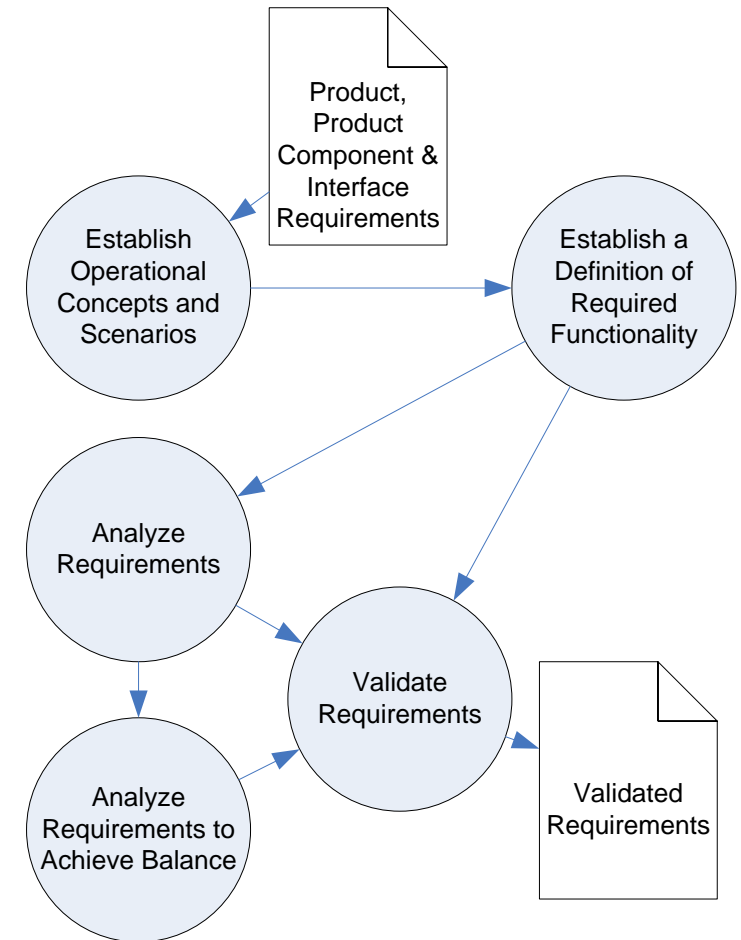 Product,
Product
Component &
Interface
Requirements
Establish
Operational
Concepts and
Scenarios
Establish a
Definition of
Required
Functionality
Analyze
Requirements
Validate
Requirements
Analyze
Requirements to
Achieve Balance
Validated
Requirements